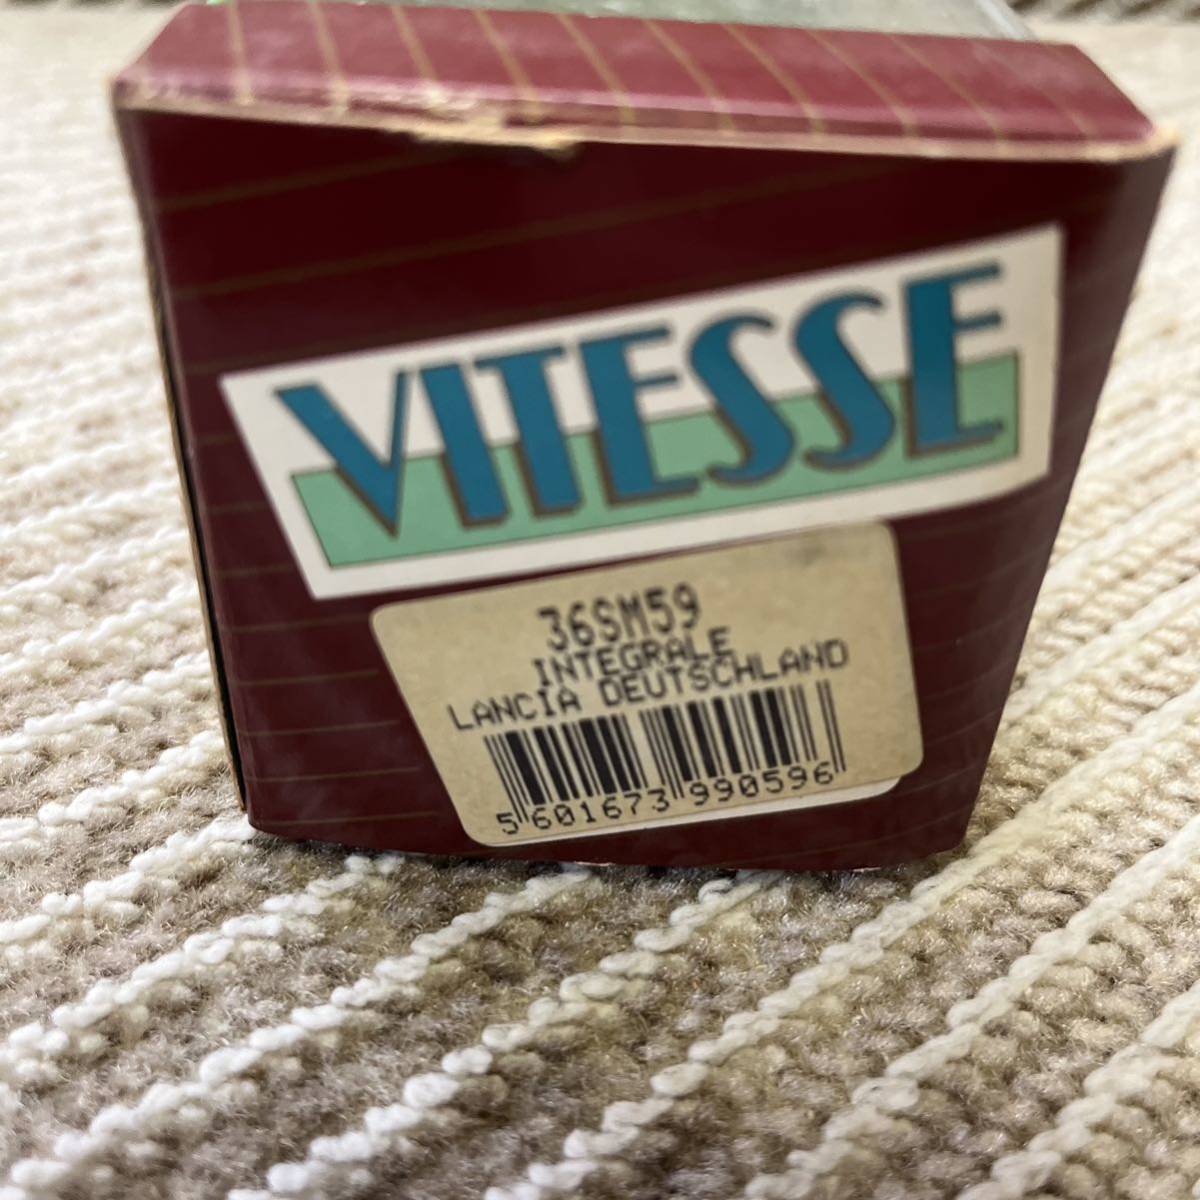 VITESSE
36SM59
INTEGRALE
LANCIA DEUTSCHLAND
5 601673 990596